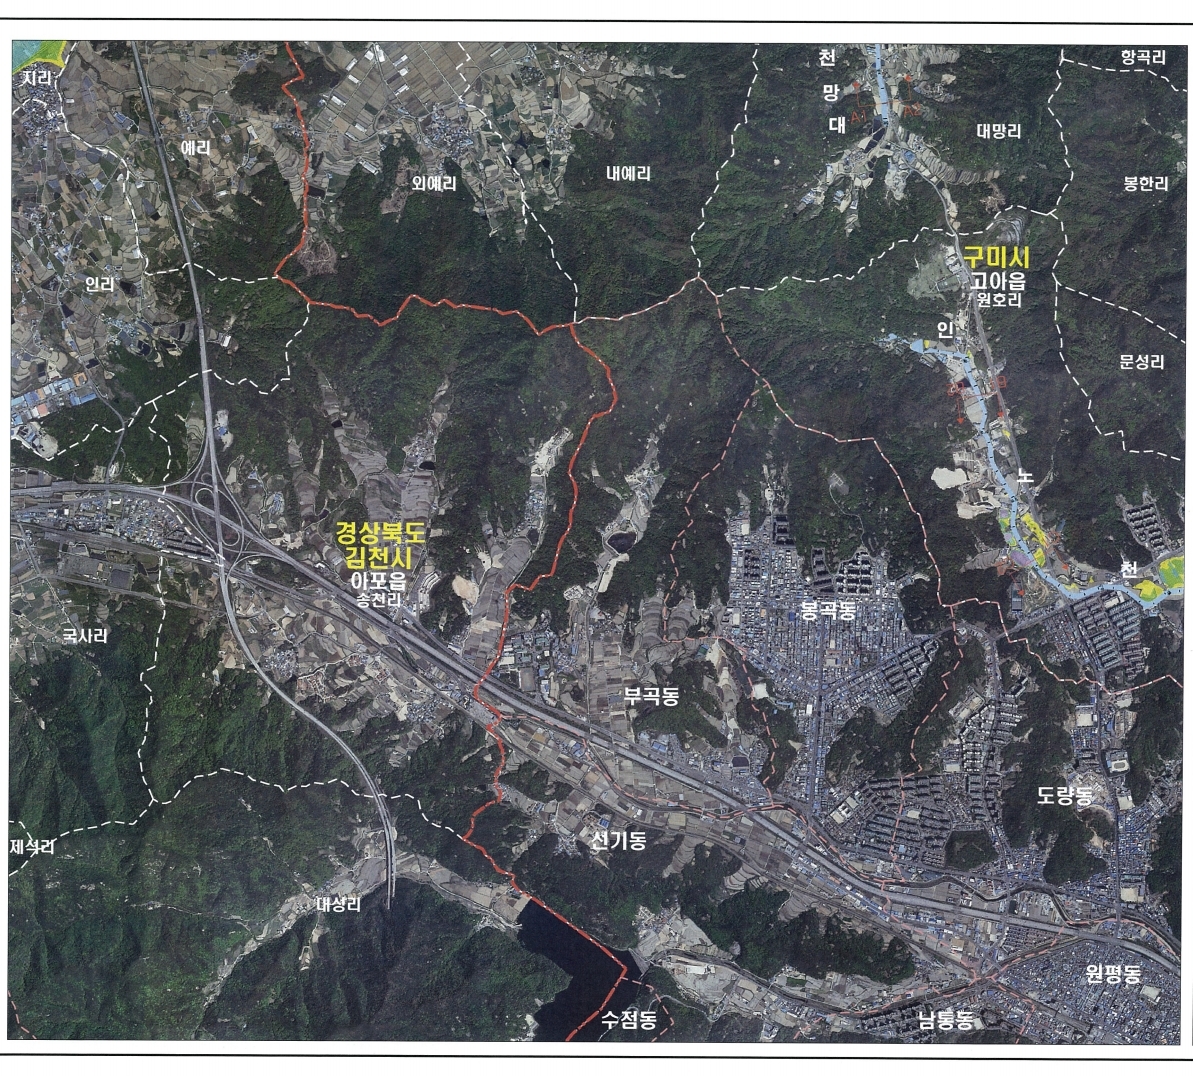 천
항곡리
지리
망
대
대망리
예리
외예리
내예리
봉한리
구미시
고아읍
원호리
인리
인
문성리
노
경상북도
김천시
아포읍
송천리
천
봉곡동
국사리
부곡동
도량동
선기동
제석리
대성리
원평동
수점동
남통동